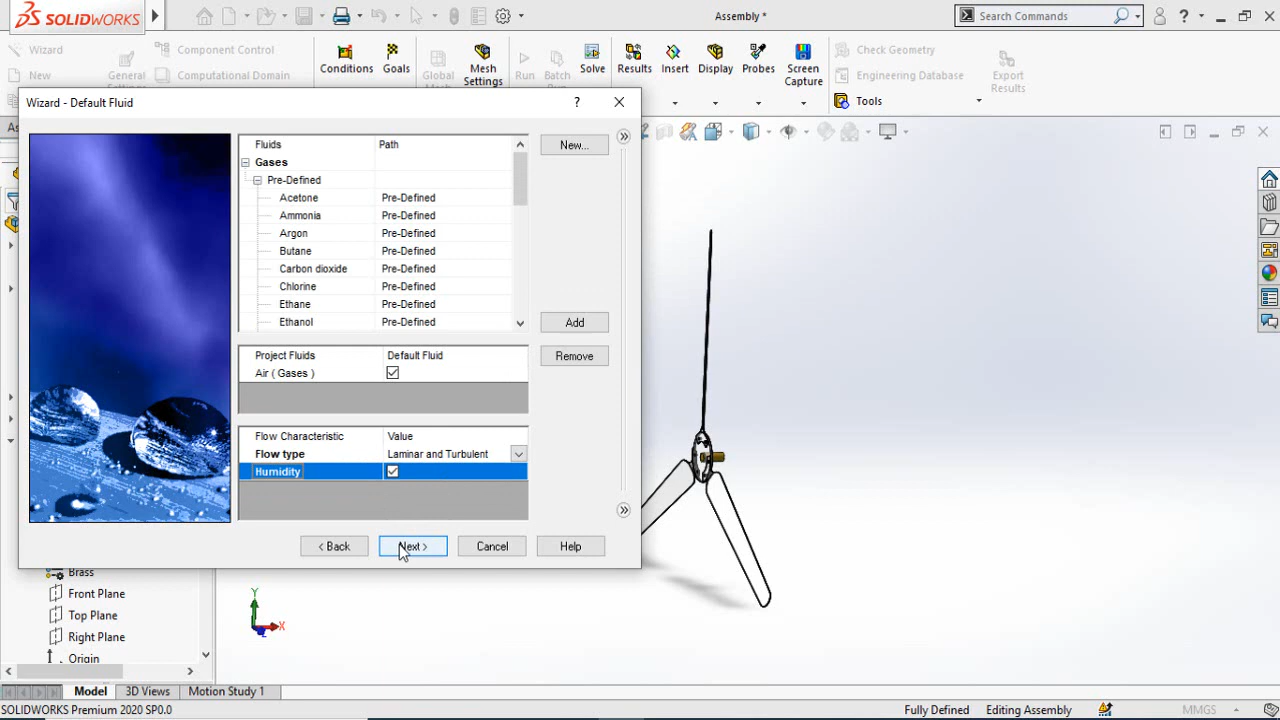 SOLIDWORKS
Assembly *
Search Commands
?
Wizard
New
General
Settings
Component Control
Computational Domain
Conditions
Goals
Global
Mesh
Mesh
Settings
Run
Batch
Run
Solve
Results
Insert
Display
Probes
Screen
Capture
Check Geometry
Engineering Database
Tools
Export
Results
Wizard - Default Fluid
?
Fluids Path
Gases
Pre-Defined
Acetone Pre-Defined
Ammonia Pre-Defined
Argon Pre-Defined
Butane Pre-Defined
Carbon dioxide Pre-Defined
Chlorine Pre-Defined
Ethane Pre-Defined
Ethanol Pre-Defined
New...
Add
Remove
Project Fluids Default Fluid
Air ( Gases )
Flow Characteristic Value
Flow type Laminar and Turbulent
Humidity
< Back
Next >
Cancel
Help
Brass
Front Plane
Top Plane
Right Plane
Origin
Y
X
Z
Model
3D Views
Motion Study 1
SOLIDWORKS Premium 2020 SP0.0
Fully Defined
Editing Assembly
MMGS